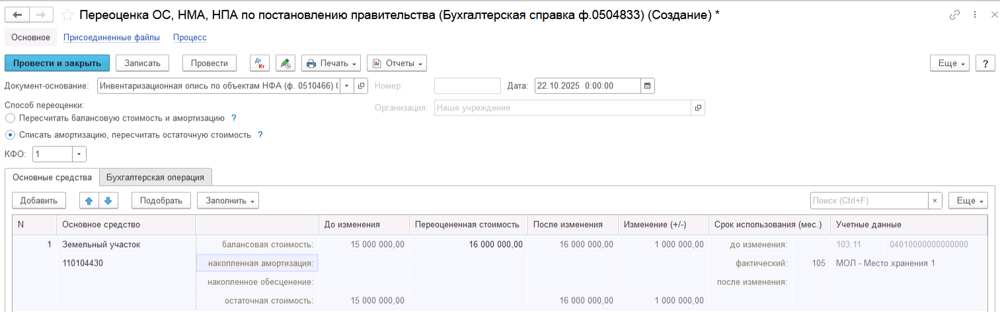 Переоценка ОС, НМА, НПА по постановлению правительства (Бухгалтерская справка ф.0504833) (Создание) *
Основное Присоединенные файлы Процесс
Провести и закрыть Записать Провести Дт Кт Печать Отчеты Еще ?
Документ-основание: Инвентаризационная опись по объектам НФА (ф. 0510466) Номер: Дата: 22.10.2025 0:00:00
Способ переоценки: Организация: Наше учреждение
Пересчитать балансовую стоимость и амортизацию ?
Списать амортизацию, пересчитать остаточную стоимость ?
КФО: 1
Основные средства Бухгалтерская операция
Добавить Подобрать Заполнить Поиск (Ctrl+F) × Еще
N Основное средство До изменения Переоцененная стоимость После изменения Изменение (+/-) Срок использования (мес.) Учетные данные
1 Земельный участок балансовая стоимость: 15 000 000,00 16 000 000,00 16 000 000,00 1 000 000,00 до изменения: 103.11 04010000000000000
110104430 накопленная амортизация: фактический: 105 МОЛ - Место хранения 1
накопленное обесценение: после изменения:
остаточная стоимость: 15 000 000,00 16 000 000,00 1 000 000,00